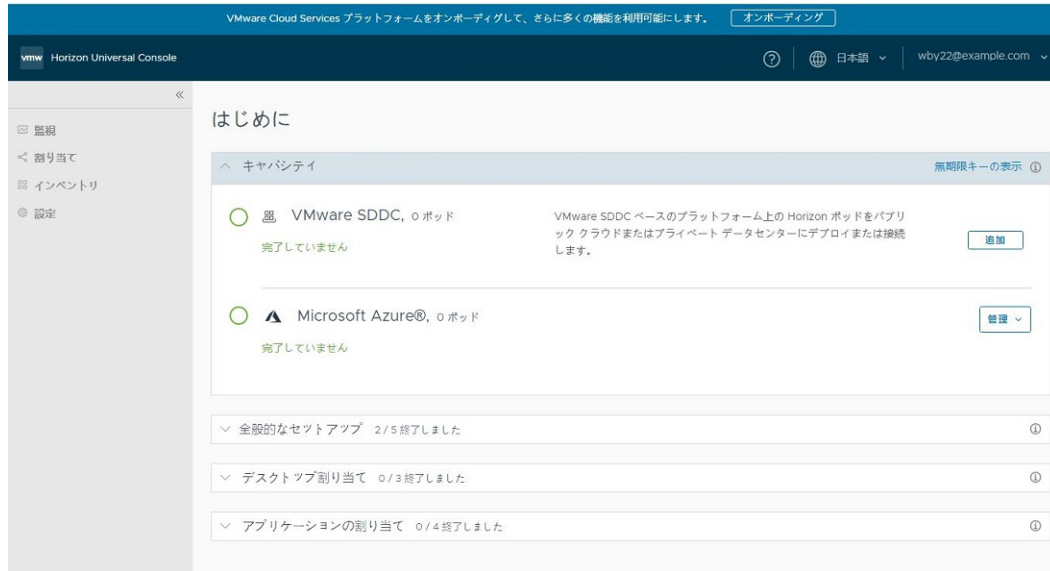 VMware Cloud Services プラットフォームをオンボーディグして、さらに多くの機能を利用可能にします。 オンボーディング
vmw Horizon Universal Console 日本語 wby22@example.com
はじめに
監視
割り当て
インベントリ
設定
キャパシティ 無期限キーの表示
VMware SDDC, 0 ポッド
完了していません
VMware SDDC ベースのプラットフォーム上の Horizon ポッドをパブリ
ック クラウドまたはプライベート データセンターにデプロイまたは接続
します。
追加
Microsoft Azure®, 0 ポッド
完了していません
管理
全般的なセットアップ 2 / 5 終了しました
デスクトップ割り当て 0 / 3 終了しました
アプリケーションの割り当て 0 / 4 終了しました